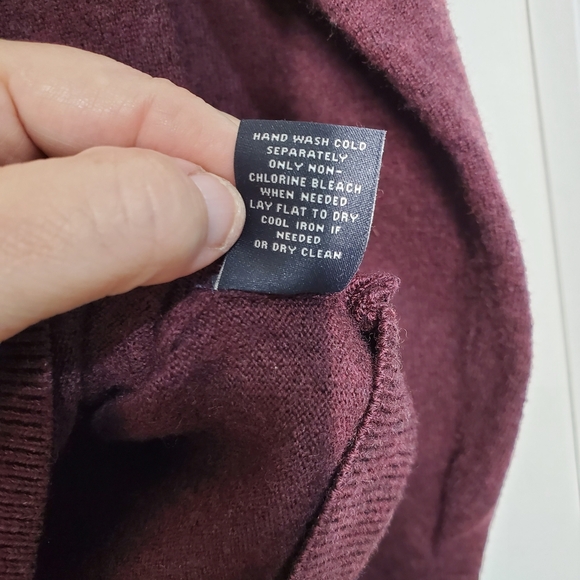 HAND WASH COLD
SEPARATELY
ONLY NON-
CHLORINE BLEACH
WHEN NEEDED
LAY FLAT TO DRY
COOL IRON IF
NEEDED
OR DRY CLEAN